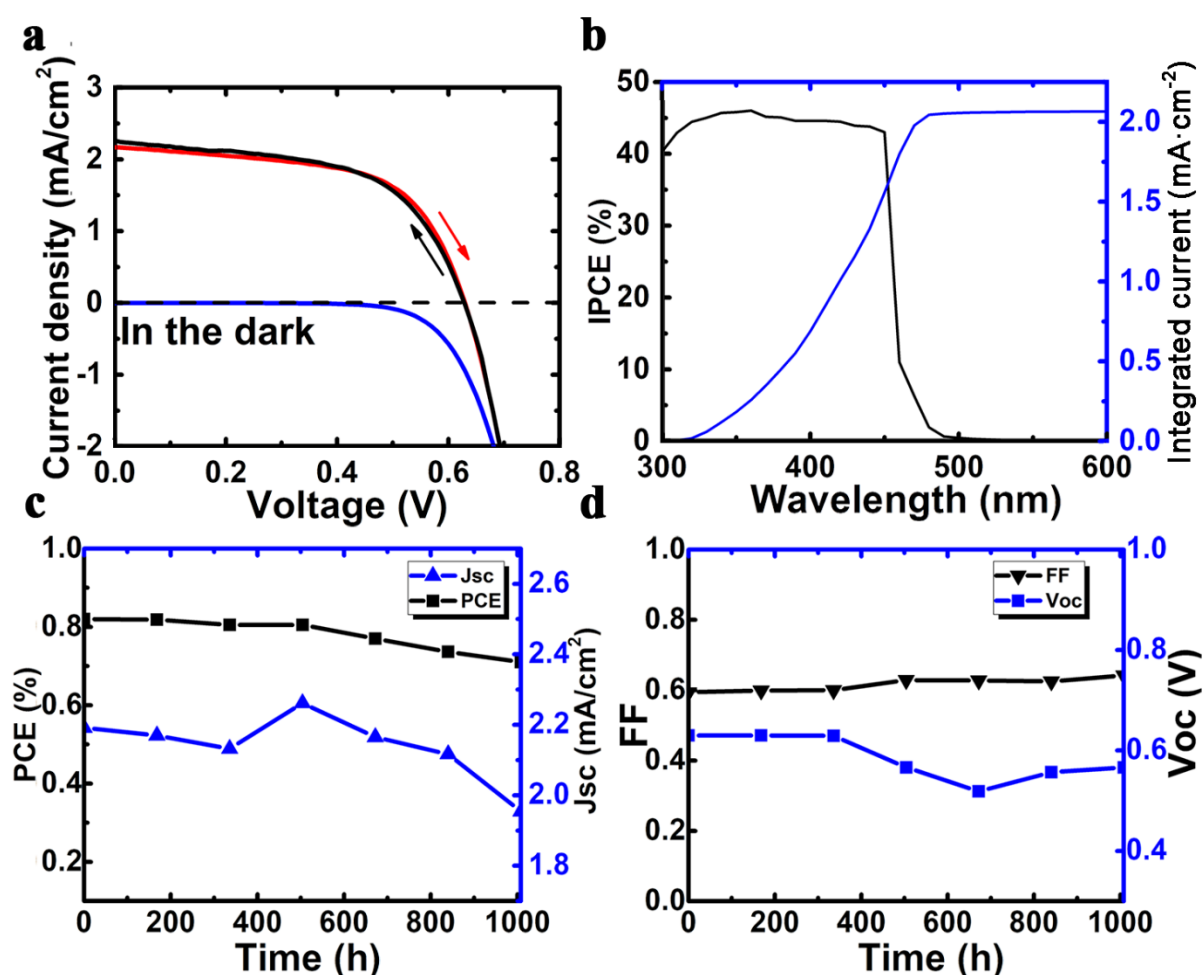 a
Current density (mA/cm²)
3
2
1
0
-1
-2
In the dark
0.0 0.2 0.4 0.6 0.8
Voltage (V)
b
IPCE (%)
50
40
30
20
10
0
300 400 500 600
Wavelength (nm)
2.0
1.5
1.0
0.5
0.0
Integrated current (mA·cm⁻²)
c
PCE (%)
1.0
0.8
0.6
0.4
0.2
Jsc
PCE
2.6
2.4
2.2
2.0
1.8
Jsc (mA/cm²)
0 200 400 600 800 1000
Time (h)
d
FF
1.0
0.8
0.6
0.4
0.2
0.0
FF
Voc
1.0
0.8
0.6
0.4
Voc (V)
0 200 400 600 800 1000
Time (h)